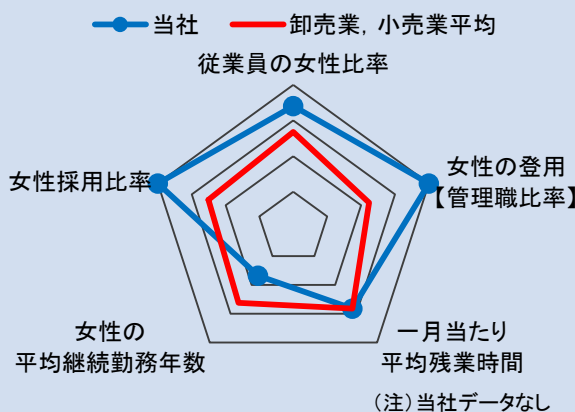 当社 卸売業，小売業平均
従業員の女性比率
女性採用比率
女性の登用
【管理職比率】
女性の
平均継続勤務年数
一月当たり
平均残業時間
（注）当社データなし